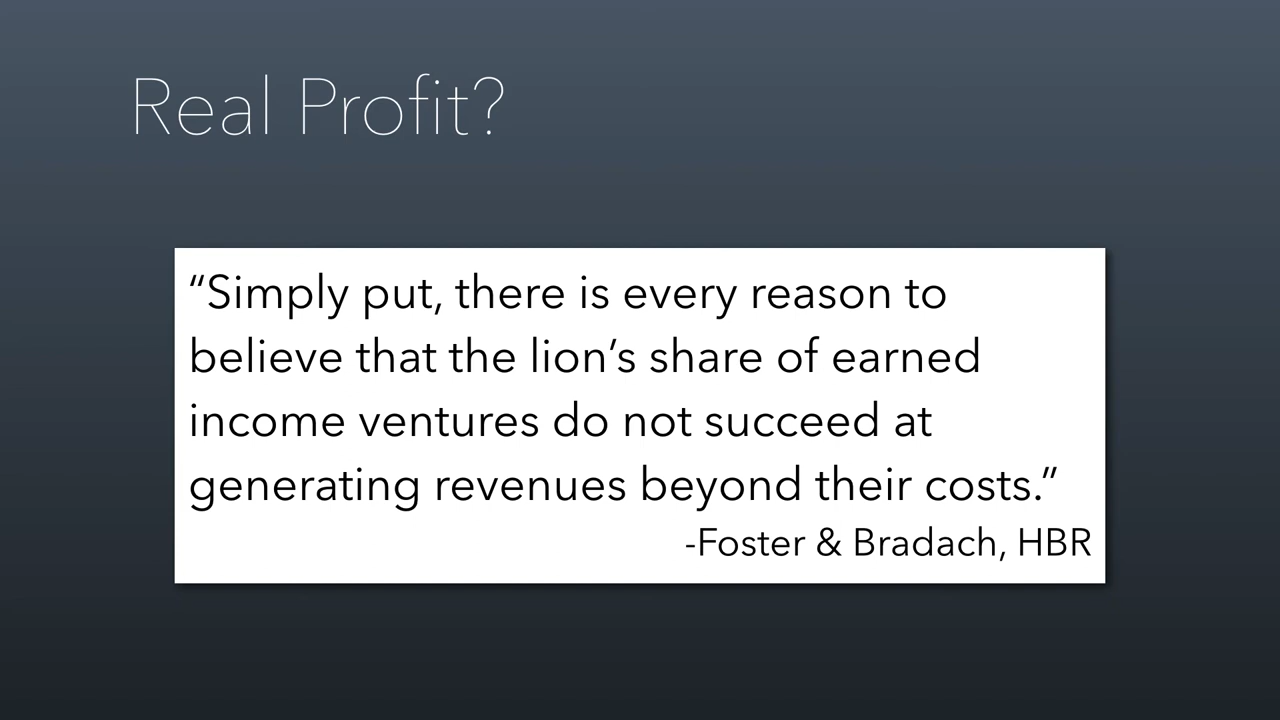 Real Profit?
“Simply put, there is every reason to
believe that the lion’s share of earned
income ventures do not succeed at
generating revenues beyond their costs.”
-Foster & Bradach, HBR